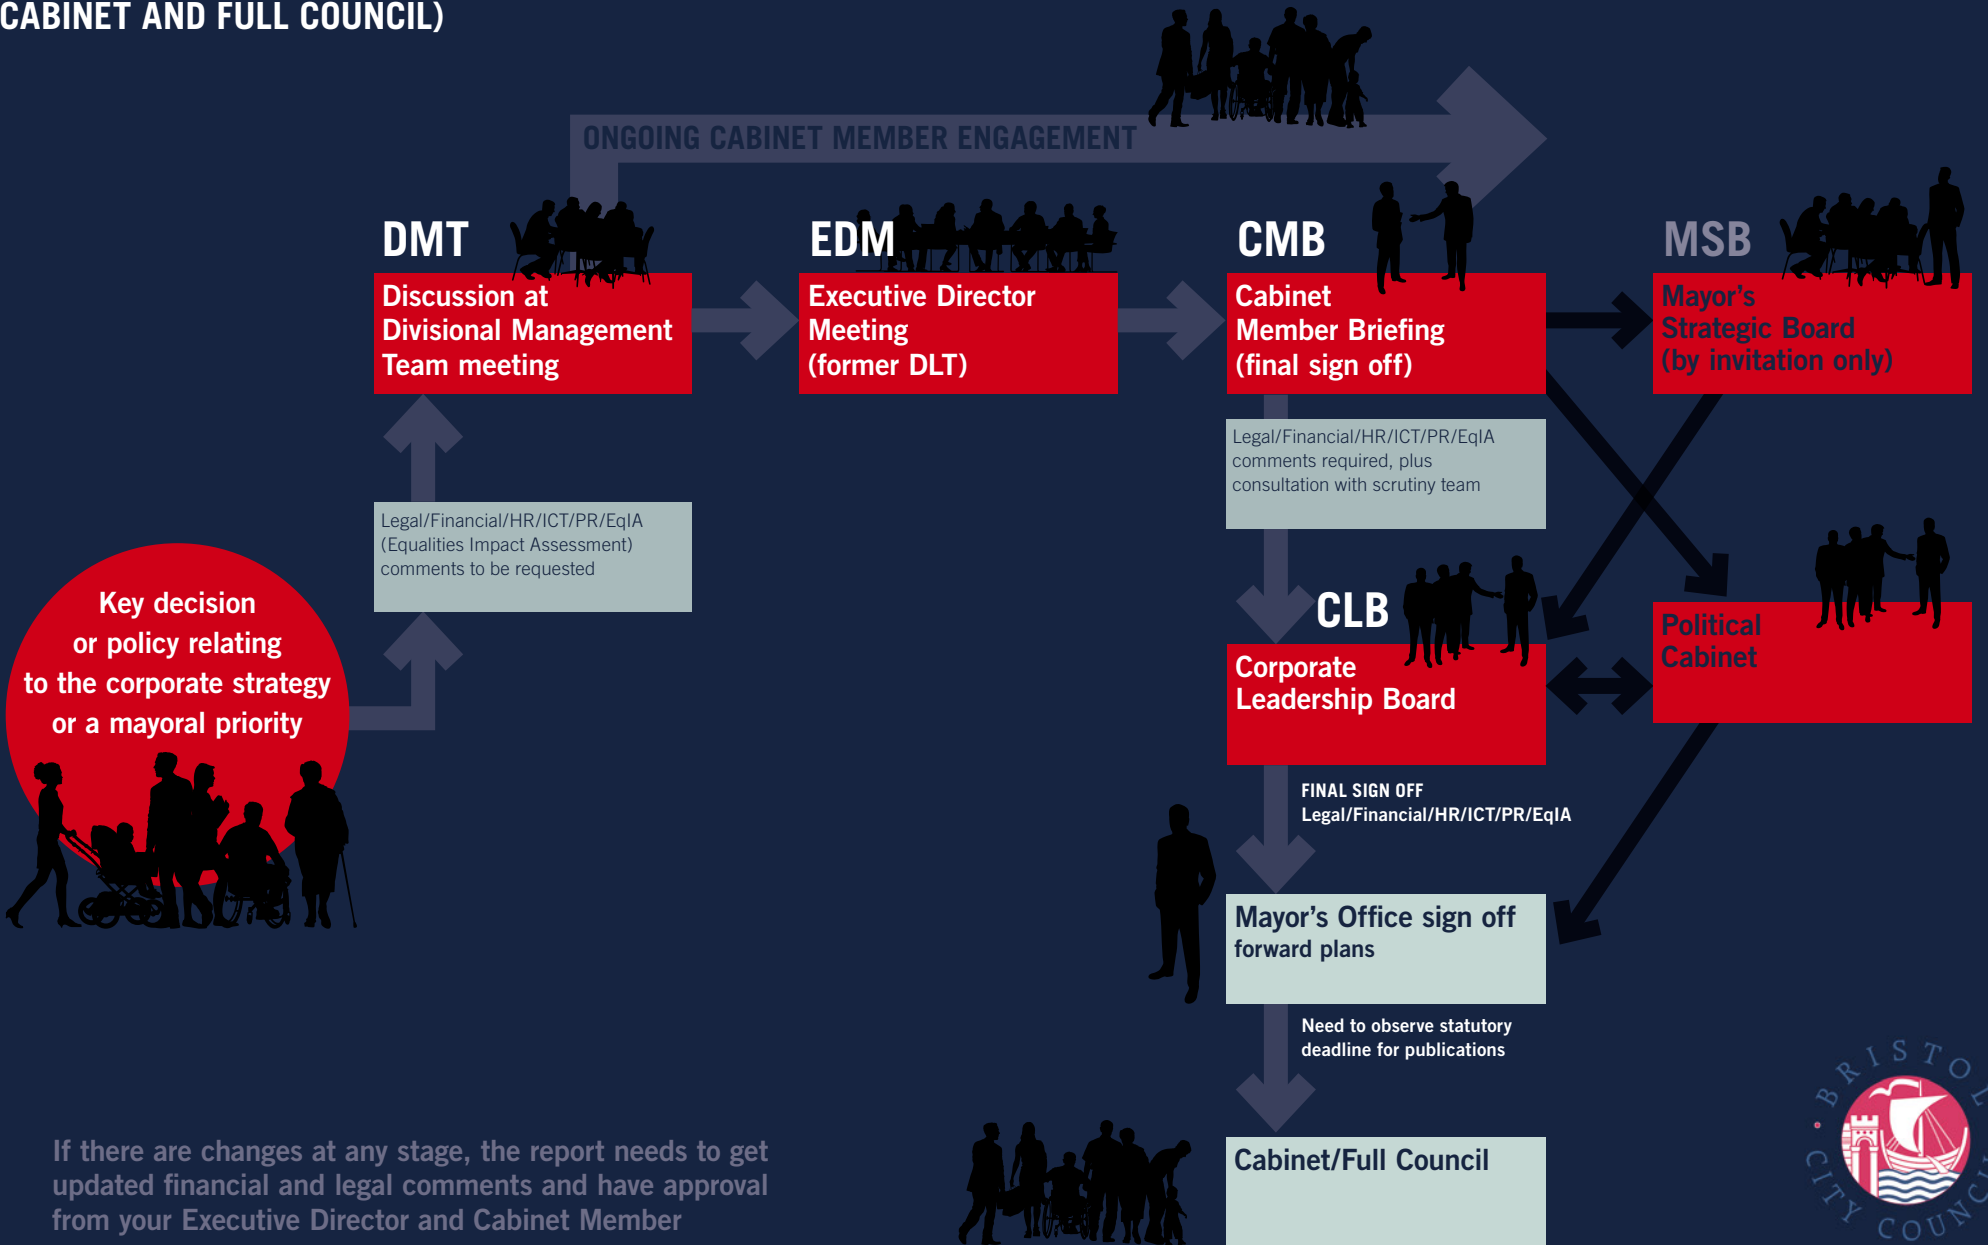 CABINET AND FULL COUNCIL)
ONGOING CABINET MEMBER ENGAGEMENT
DMT
Discussion at
Divisional Management
Team meeting
EDM
Executive Director
Meeting
(former DLT)
CMB
Cabinet
Member Briefing
(final sign off)
MSB
Mayor's
Strategic Board
(by invitation only)
Legal/Financial/HR/ICT/PR/EqIA
comments required, plus
consultation with scrutiny team
Legal/Financial/HR/ICT/PR/EqIA
(Equalities Impact Assessment)
comments to be requested
Key decision
or policy relating
to the corporate strategy
or a mayoral priority
CLB
Corporate
Leadership Board
Political
Cabinet
FINAL SIGN OFF
Legal/Financial/HR/ICT/PR/EqIA
Mayor's Office sign off
forward plans
Need to observe statutory
deadline for publications
Cabinet/Full Council
If there are changes at any stage, the report needs to get
updated financial and legal comments and have approval
from your Executive Director and Cabinet Member
BRISTOL
CITY COUNCIL